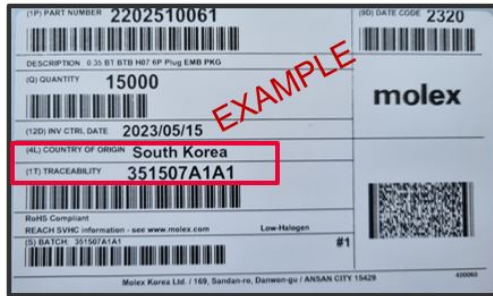 (1P) PART NUMBER 2202510061
(9D) DATE CODE 2320
DESCRIPTION 0.35 BT BTB H07 6P Plug EMB PKG
(Q) QUANTITY 15000
EXAMPLE
molex
(12D) INV CTRL DATE 2023/05/15
(4L) COUNTRY OF ORIGIN South Korea
(1T) TRACEABILITY 351507A1A1
RoHS Compliant
REACH SVHC information - see www.molex.com Low-Halogen
(S) BATCH 351507A1A1 #1
Molex Korea Ltd. / 169, Sandan-ro, Danwon-gu / ANSAN CITY 15429